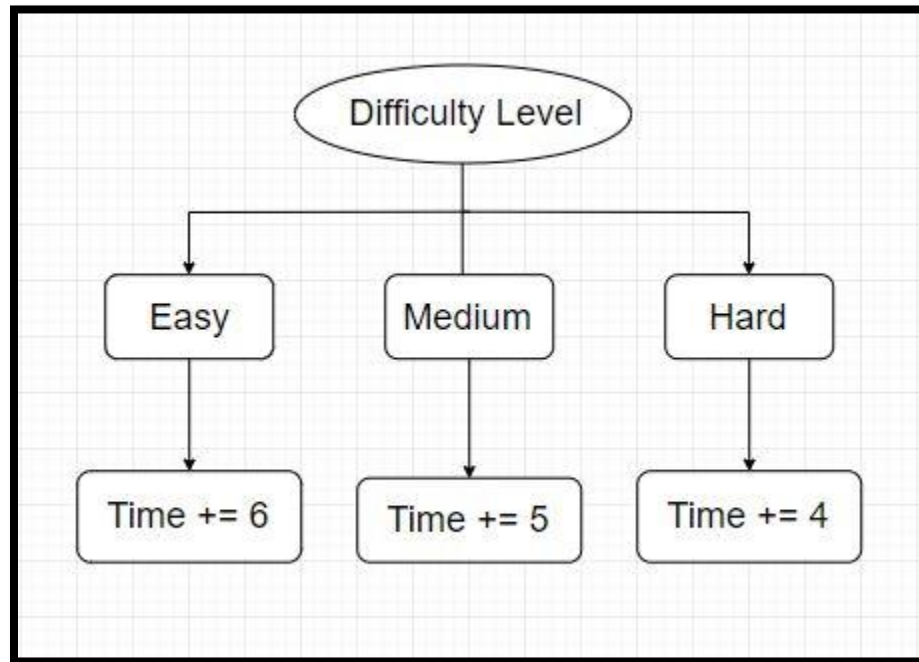 Difficulty Level
Easy
Medium
Hard
Time += 6
Time += 5
Time += 4